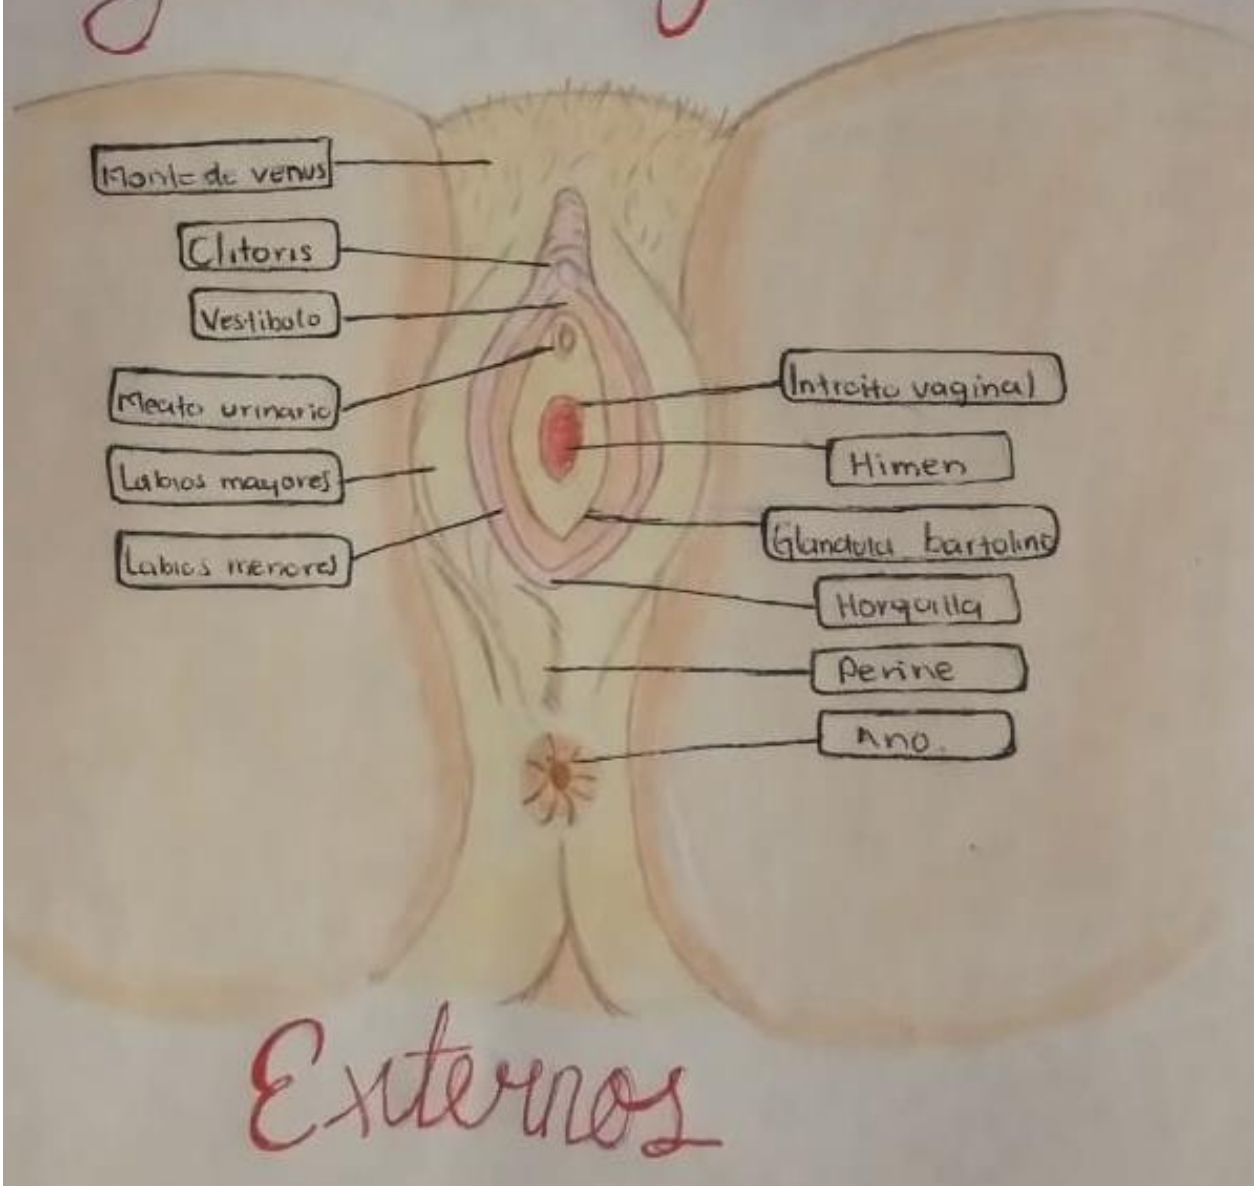 Monte de venus
Clitoris
Vestibolo
Meato urinario
Labios mayores
Labios menores
Introito vaginal
Himen
Glandula bartolino
Horquilla
Perine
Ano.
Externos